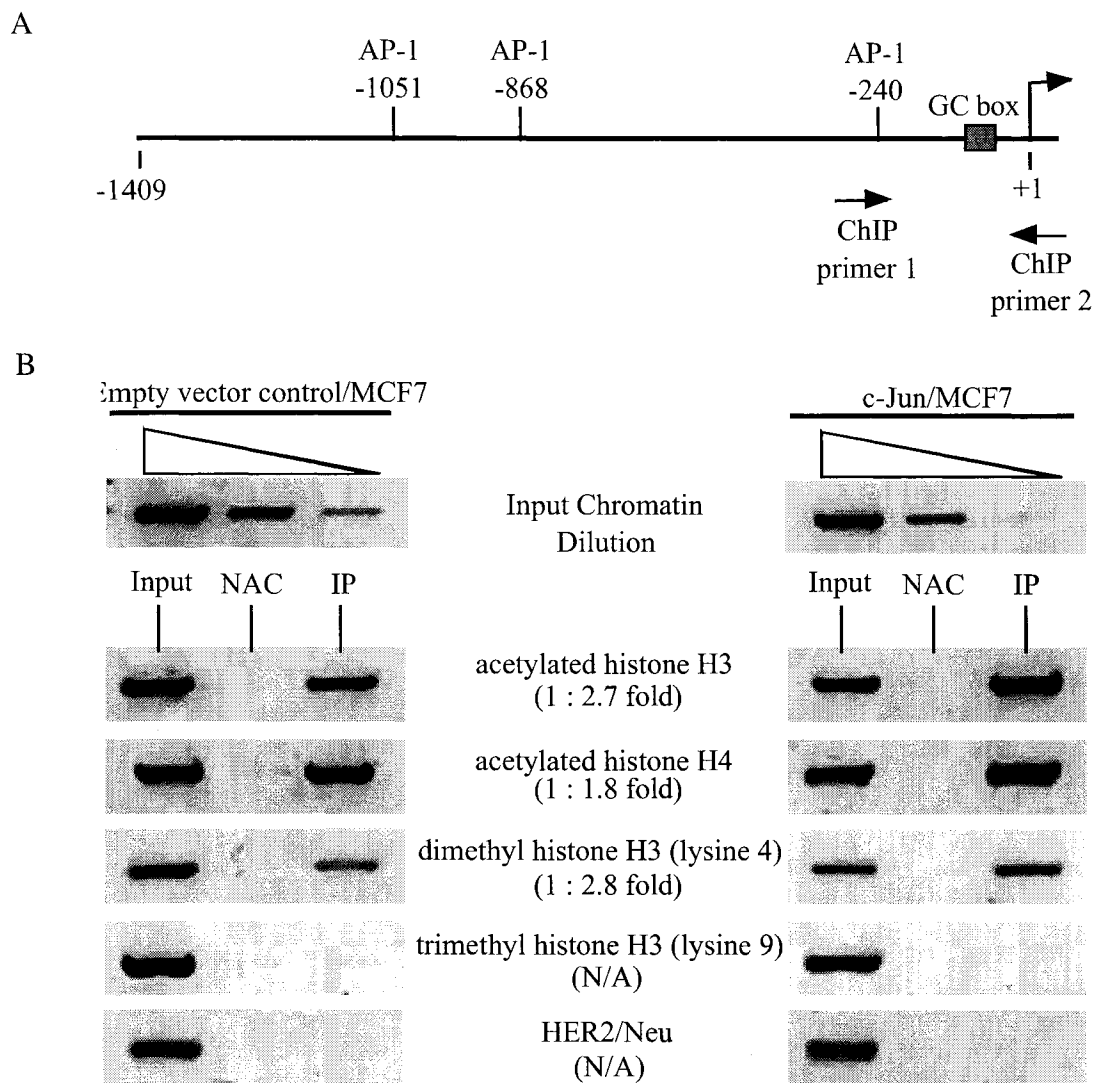 A
AP-1 AP-1 AP-1
-1051 -868 -240
GC box
-1409
+1
ChIP
primer 1
ChIP
primer 2
B
Empty vector control/MCF7
c-Jun/MCF7
Input Chromatin
Dilution
Input NAC IP
Input NAC IP
acetylated histone H3
(1 : 2.7 fold)
acetylated histone H4
(1 : 1.8 fold)
dimethyl histone H3 (lysine 4)
(1 : 2.8 fold)
trimethyl histone H3 (lysine 9)
(N/A)
HER2/Neu
(N/A)